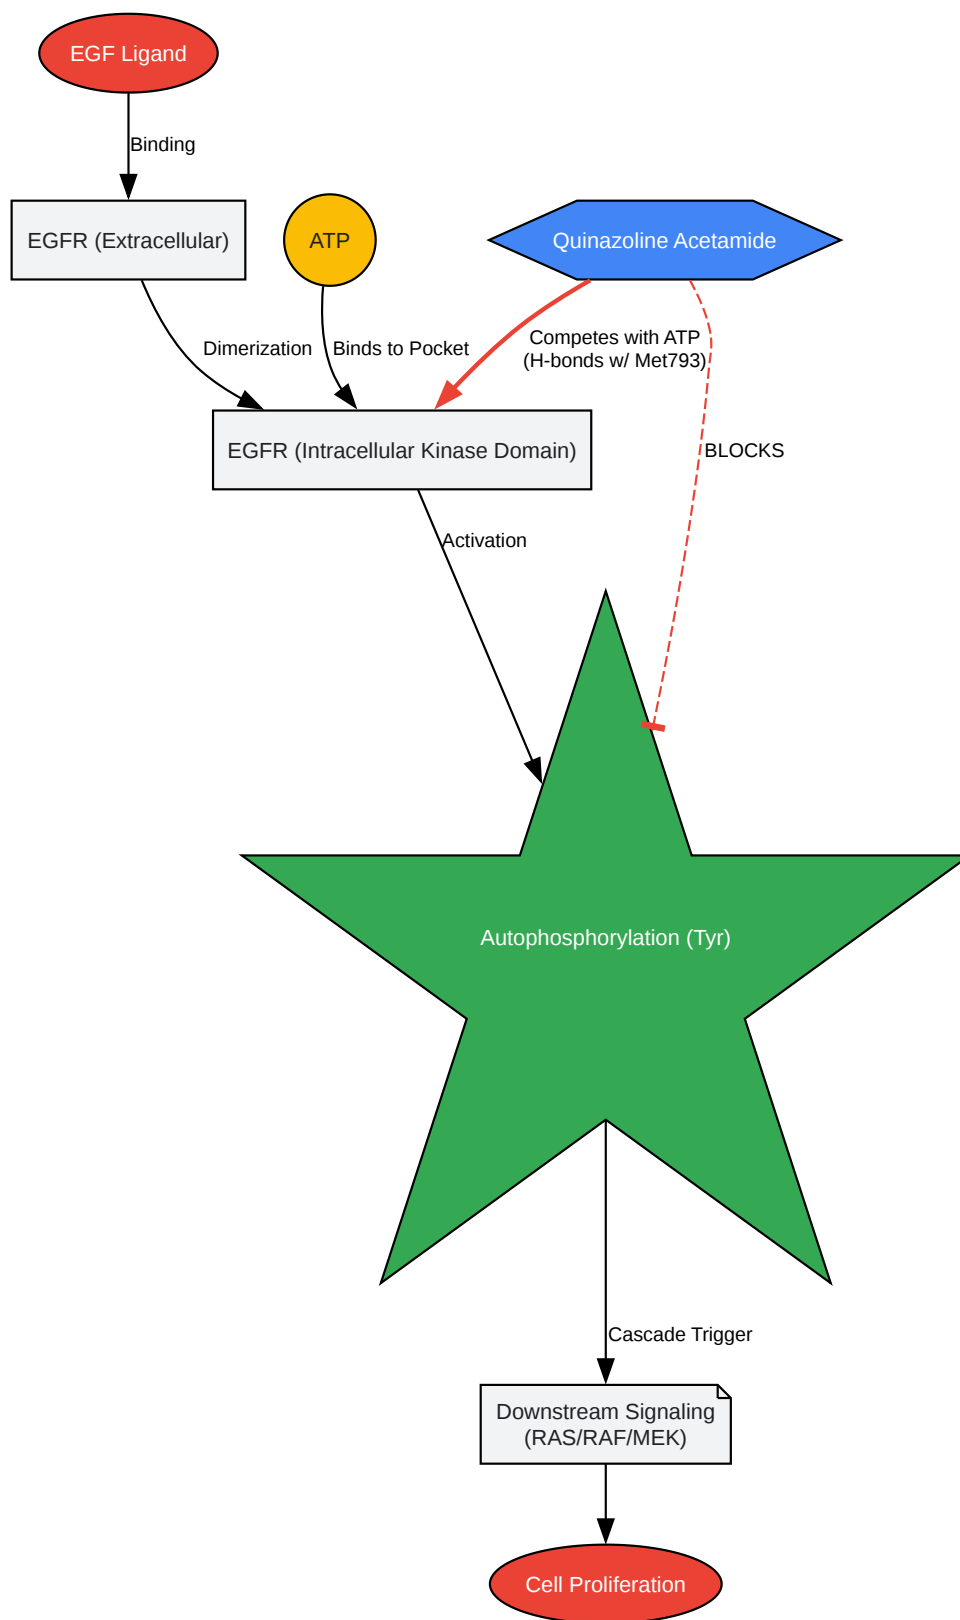 EGF Ligand
Binding
EGFR (Extracellular)
ATP
Quinazoline Acetamide
Dimerization
Binds to Pocket
Competes with ATP
(H-bonds w/ Met793)
EGFR (Intracellular Kinase Domain)
BLOCKS
Activation
Autophosphorylation (Tyr)
Cascade Trigger
Downstream Signaling
(RAS/RAF/MEK)
Cell Proliferation